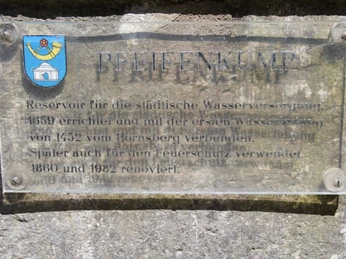 PFEIFENKUMP
Reservoir für die städtische Wasserversorgung.
1659 errichtet und mit der ersten Wasserleitung
von 1452 vom Bornsberg verbunden.
Später auch für den Feuerschutz verwendet.
1860 und 1982 renoviert.